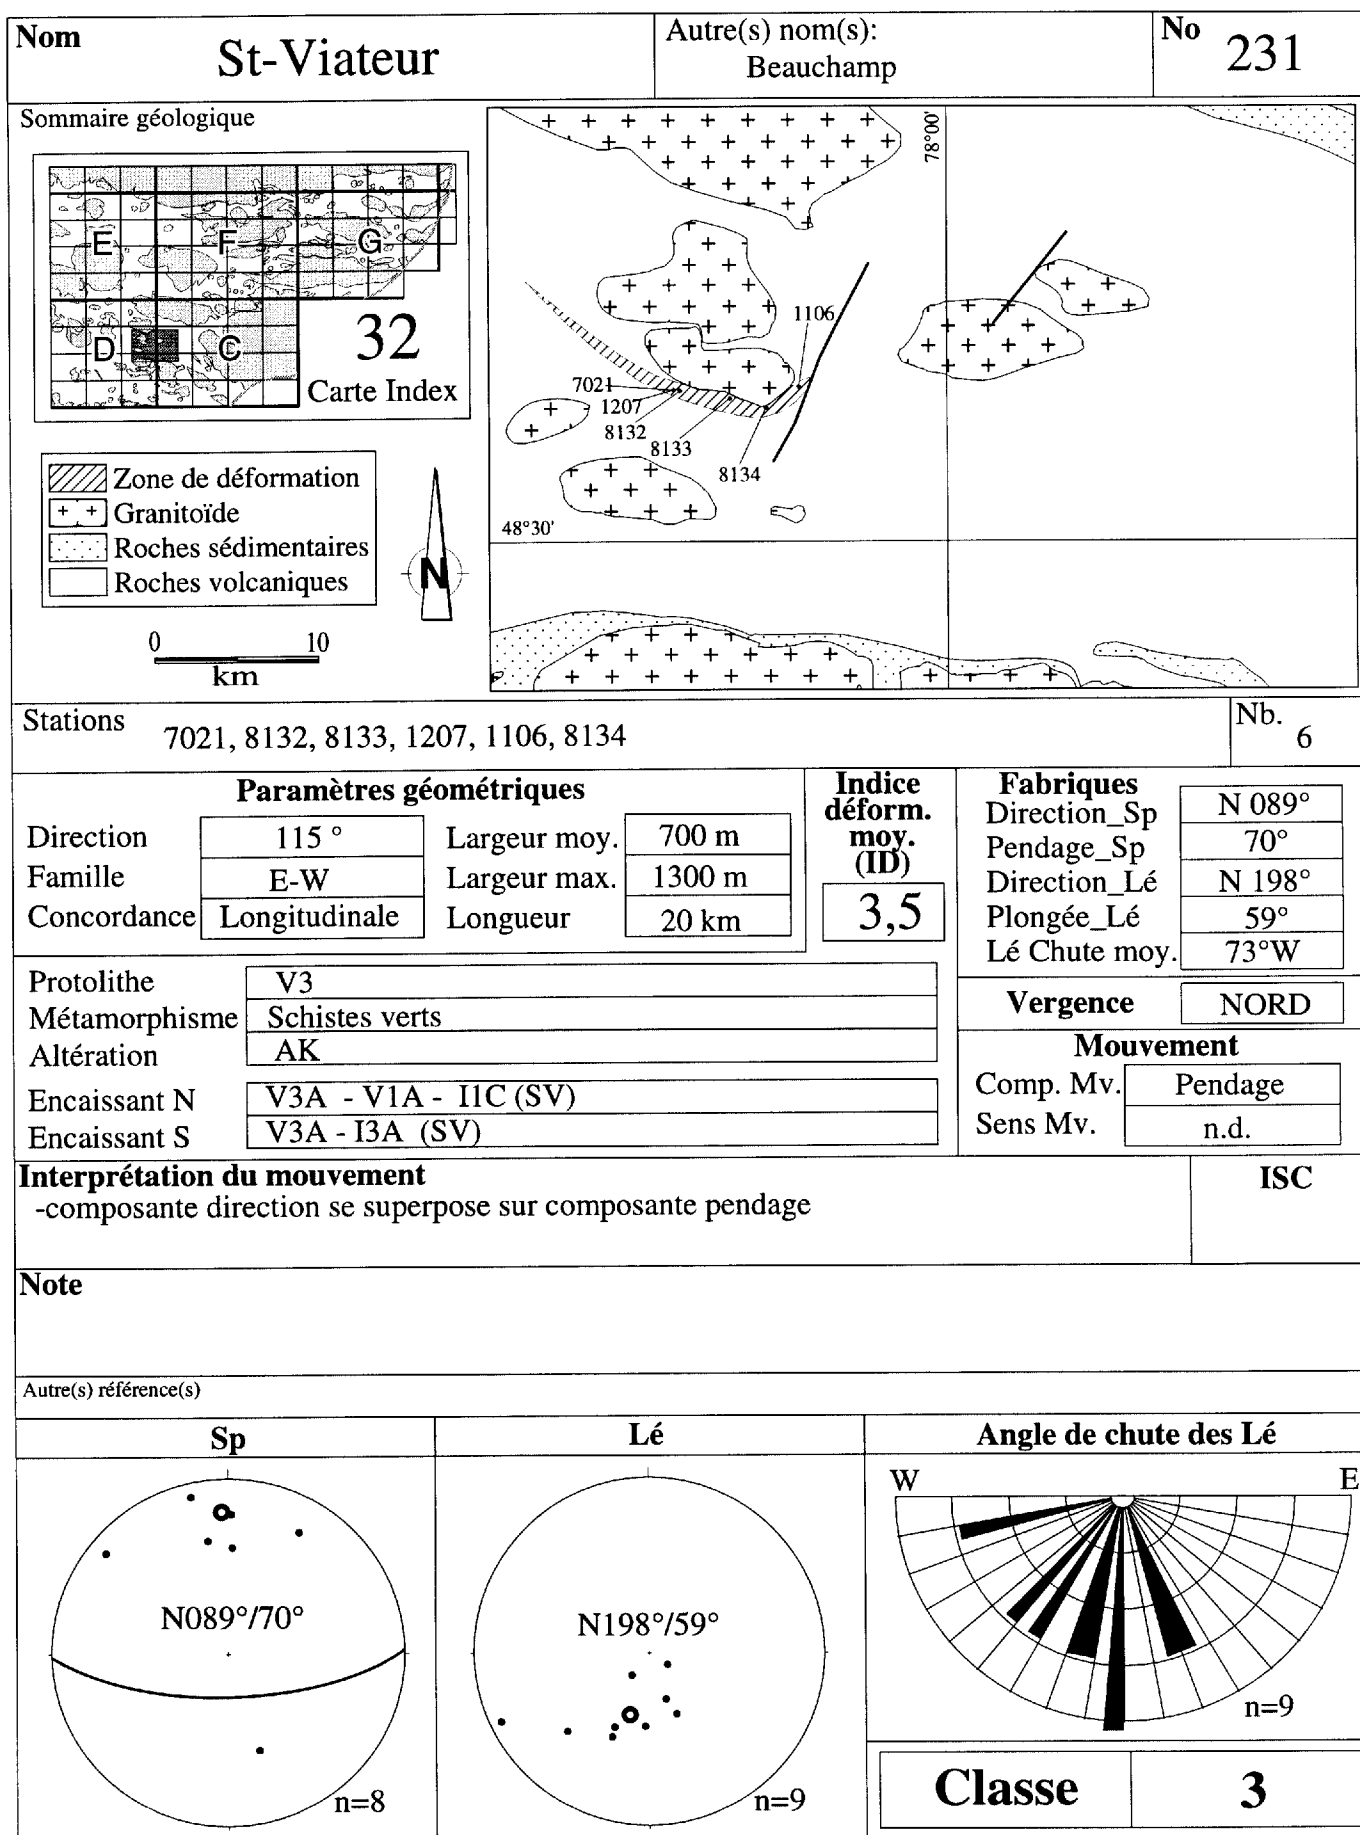 Nom
St-Viateur
Autre(s) nom(s):
Beauchamp
No 231
Sommaire géologique
E
F
G
D
C
32
Carte Index
Zone de déformation
Granitoïde
Roches sédimentaires
Roches volcaniques
N
0 10
km
78°00'
1106
7021
1207
8132
8133
8134
48°30'
Stations
7021, 8132, 8133, 1207, 1106, 8134
Nb.
6
Paramètres géométriques
Direction 115 °
Famille E-W
Concordance Longitudinale
Largeur moy. 700 m
Largeur max. 1300 m
Longueur 20 km
Indice
déform.
moy.
(ID)
3,5
Fabriques
Direction_Sp N 089°
Pendage_Sp 70°
Direction_Lé N 198°
Plongée_Lé 59°
Lé Chute moy. 73°W
Protolithe V3
Métamorphisme Schistes verts
Altération AK
Encaissant N V3A - V1A - I1C (SV)
Encaissant S V3A - I3A (SV)
Vergence NORD
Mouvement
Comp. Mv. Pendage
Sens Mv. n.d.
Interprétation du mouvement
-composante direction se superpose sur composante pendage
ISC
Note
Autre(s) référence(s)
Sp
N089°/70°
n=8
Lé
N198°/59°
n=9
Angle de chute des Lé
W E
n=9
Classe 3